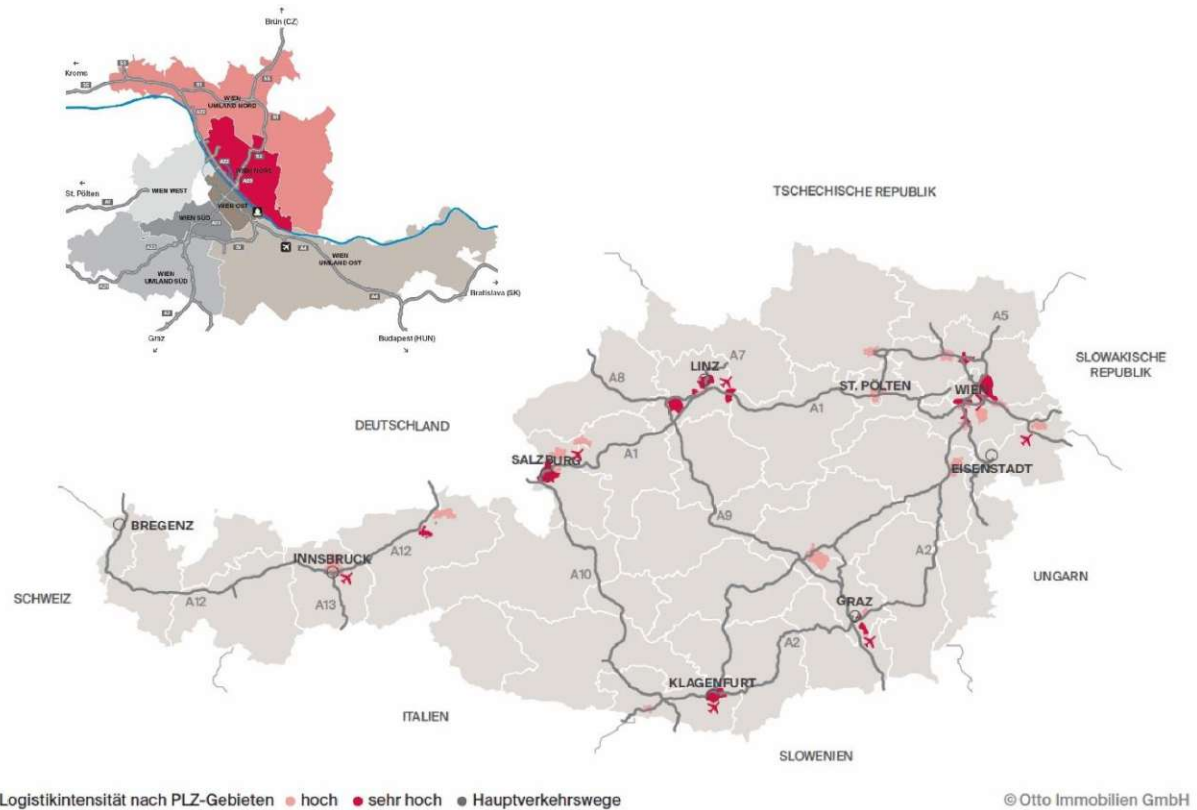 Brün (CZ)
Krems
WIEN
UMLAND NORD
WIEN NORD
St. Pölten
WIEN WEST
WIEN OST
WIEN SÜD
WIEN
UMLAND OST
WIEN
UMLAND SÜD
A4
A4
Bratislava (SK)
Graz
Budapest (HUN)
TSCHECHISCHE REPUBLIK
A5
SLOWAKISCHE
REPUBLIK
LINZ
A7
A8
ST. PÖLTEN
WIEN
A1
DEUTSCHLAND
SALZBURG
A1
EISENSTADT
BREGENZ
A9
INNSBRUCK
A12
A2
A10
UNGARN
SCHWEIZ
A12
A13
GRAZ
A2
KLAGENFURT
ITALIEN
SLOWENIEN
Logistikintensität nach PLZ-Gebieten hoch sehr hoch Hauptverkehrswege
© Otto Immobilien GmbH